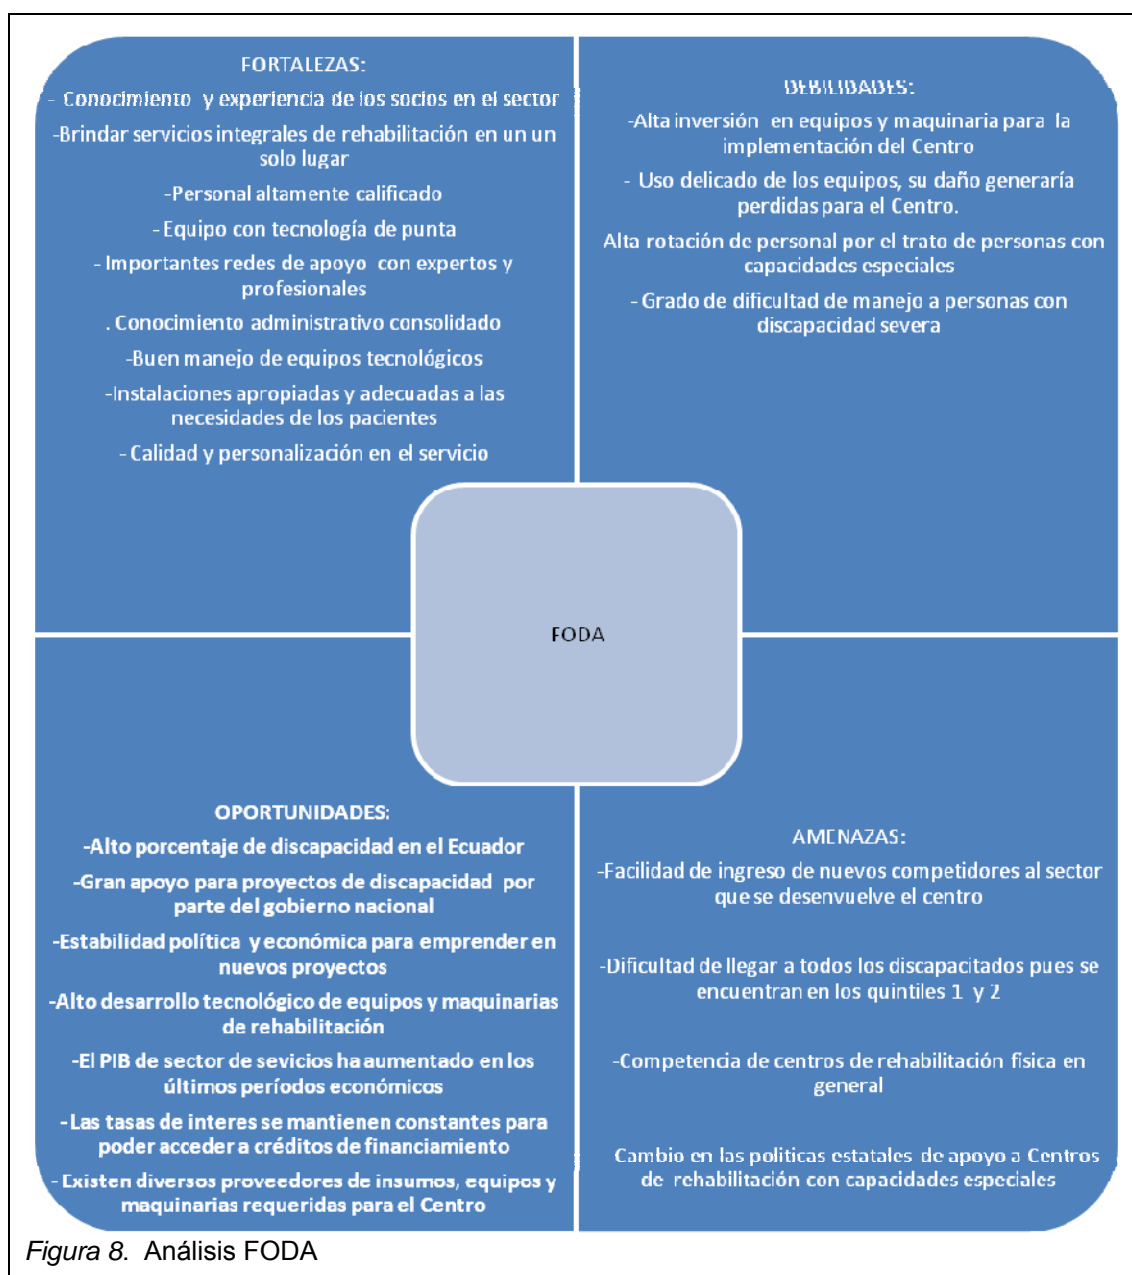 FORTALEZAS:
- Conocimiento y experiencia de los socios en el sector
-Brindar servicios integrales de rehabilitación en un un
solo lugar
-Personal altamente calificado
- Equipo con tecnología de punta
- Importantes redes de apoyo con expertos y
profesionales
. Conocimiento administrativo consolidado
-Buen manejo de equipos tecnológicos
-Instalaciones apropiadas y adecuadas a las
necesidades de los pacientes
- Calidad y personalización en el servicio
DEBILIDADES:
-Alta inversión en equipos y maquinaria para la
implementación del Centro
- Uso delicado de los equipos, su daño generaría
perdidas para el Centro.
Alta rotación de personal por el trato de personas con
capacidades especiales
- Grado de dificultad de manejo a personas con
discapacidad severa
FODA
OPORTUNIDADES:
-Alto porcentaje de discapacidad en el Ecuador
-Gran apoyo para proyectos de discapacidad por
parte del gobierno nacional
-Estabilidad política y económica para emprender en
nuevos proyectos
-Alto desarrollo tecnológico de equipos y maquinarias
de rehabilitación
-El PIB de sector de sevicios ha aumentado en los
últimos períodos económicos
-Las tasas de interes se mantienen constantes para
poder acceder a créditos de financiamiento
- Existen diversos proveedores de insumos, equipos y
maquinarias requeridas para el Centro
AMENAZAS:
-Facilidad de ingreso de nuevos competidores al sector
que se desenvuelve el centro
-Dificultad de llegar a todos los discapacitados pues se
encuentran en los quintiles 1 y 2
-Competencia de centros de rehabilitación física en
general
Cambio en las politicas estatales de apoyo a Centros
de rehabilitación con capacidades especiales
Figura 8. Análisis FODA